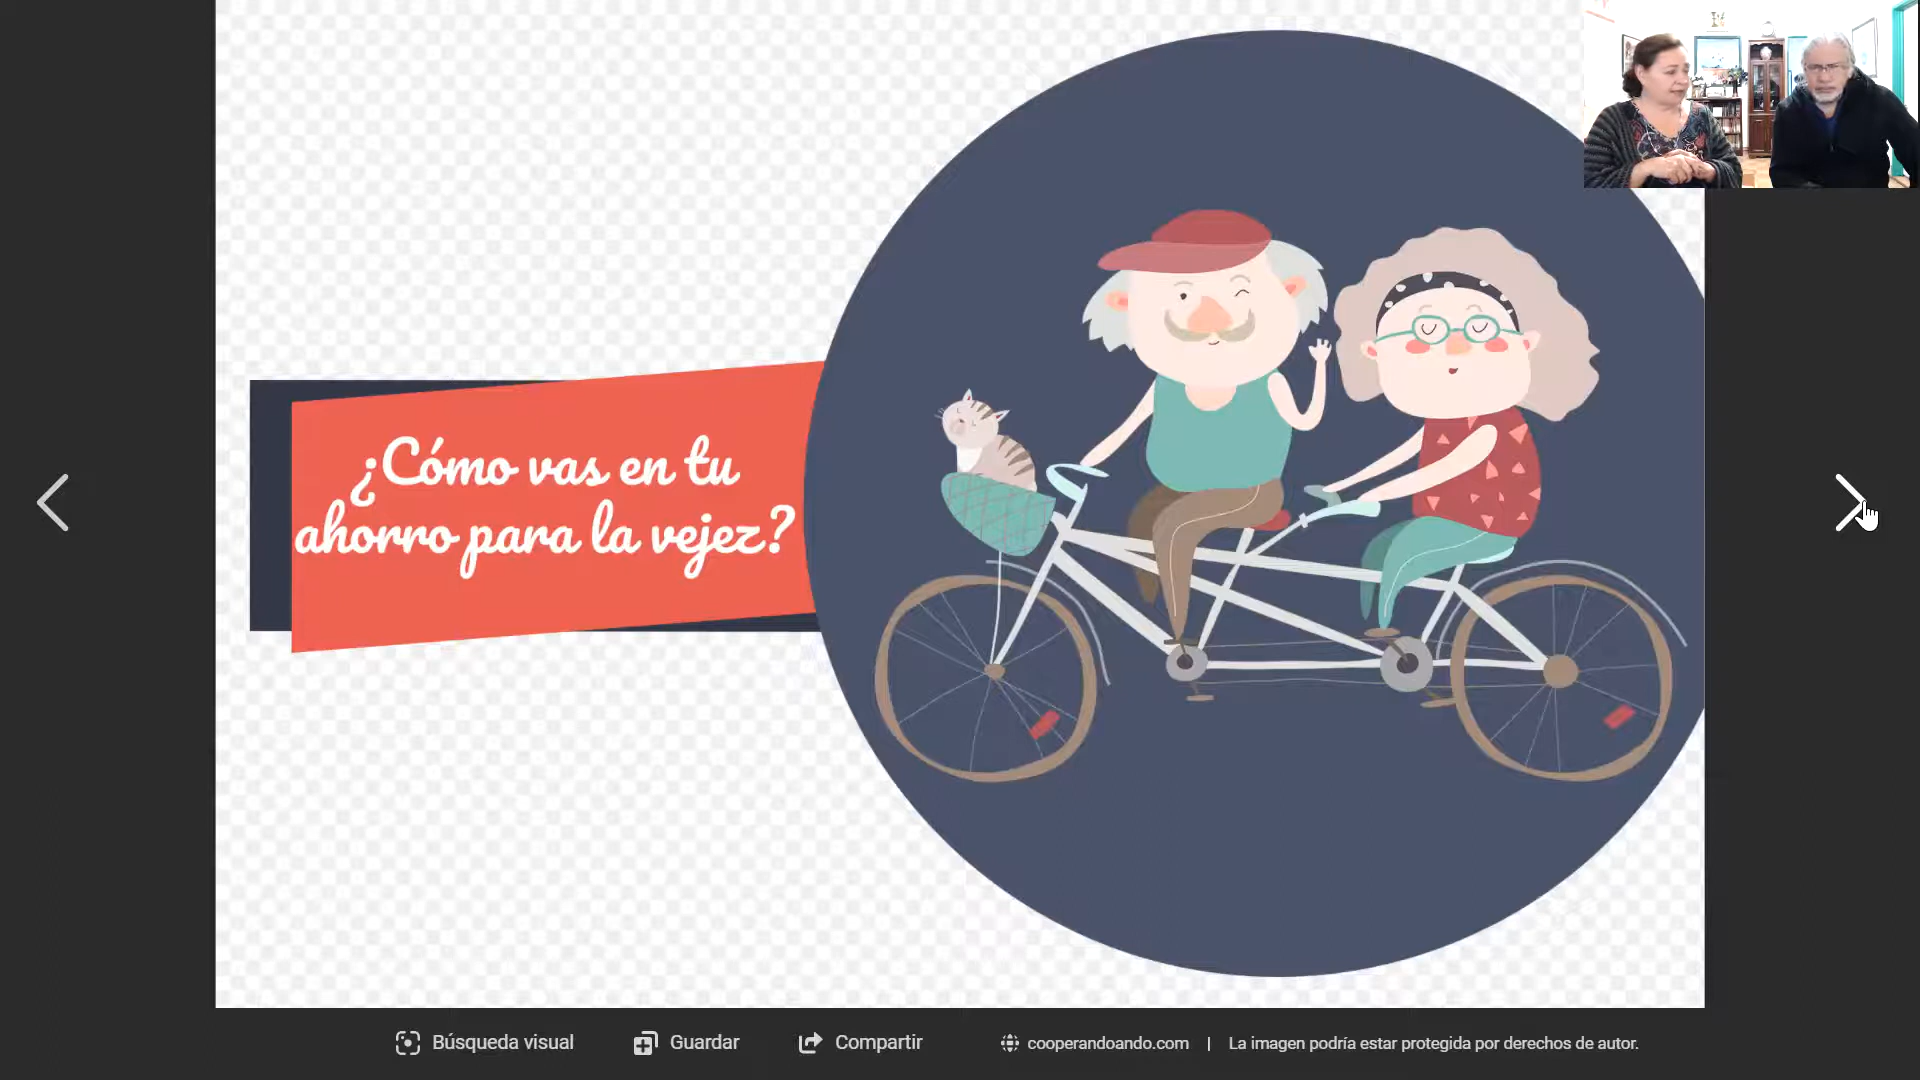 ¿Cómo vas en tu
ahorro para la vejez?
Búsqueda visual
Guardar
Compartir
cooperandoando.com | La imagen podría estar protegida por derechos de autor.